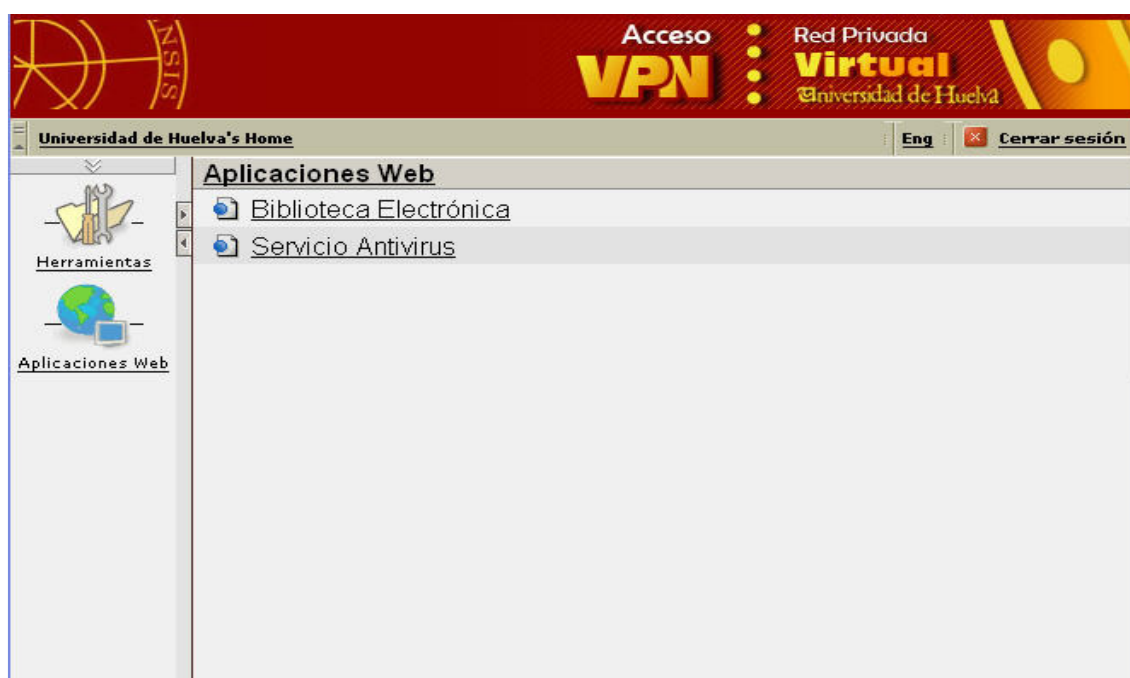 NSIS
Acceso
VPN
Red Privada
Virtual
Universidad de Huelva
Universidad de Huelva's Home
Eng
Cerrar sesión
Herramientas
Aplicaciones Web
Aplicaciones Web
Biblioteca Electrónica
Servicio Antivirus